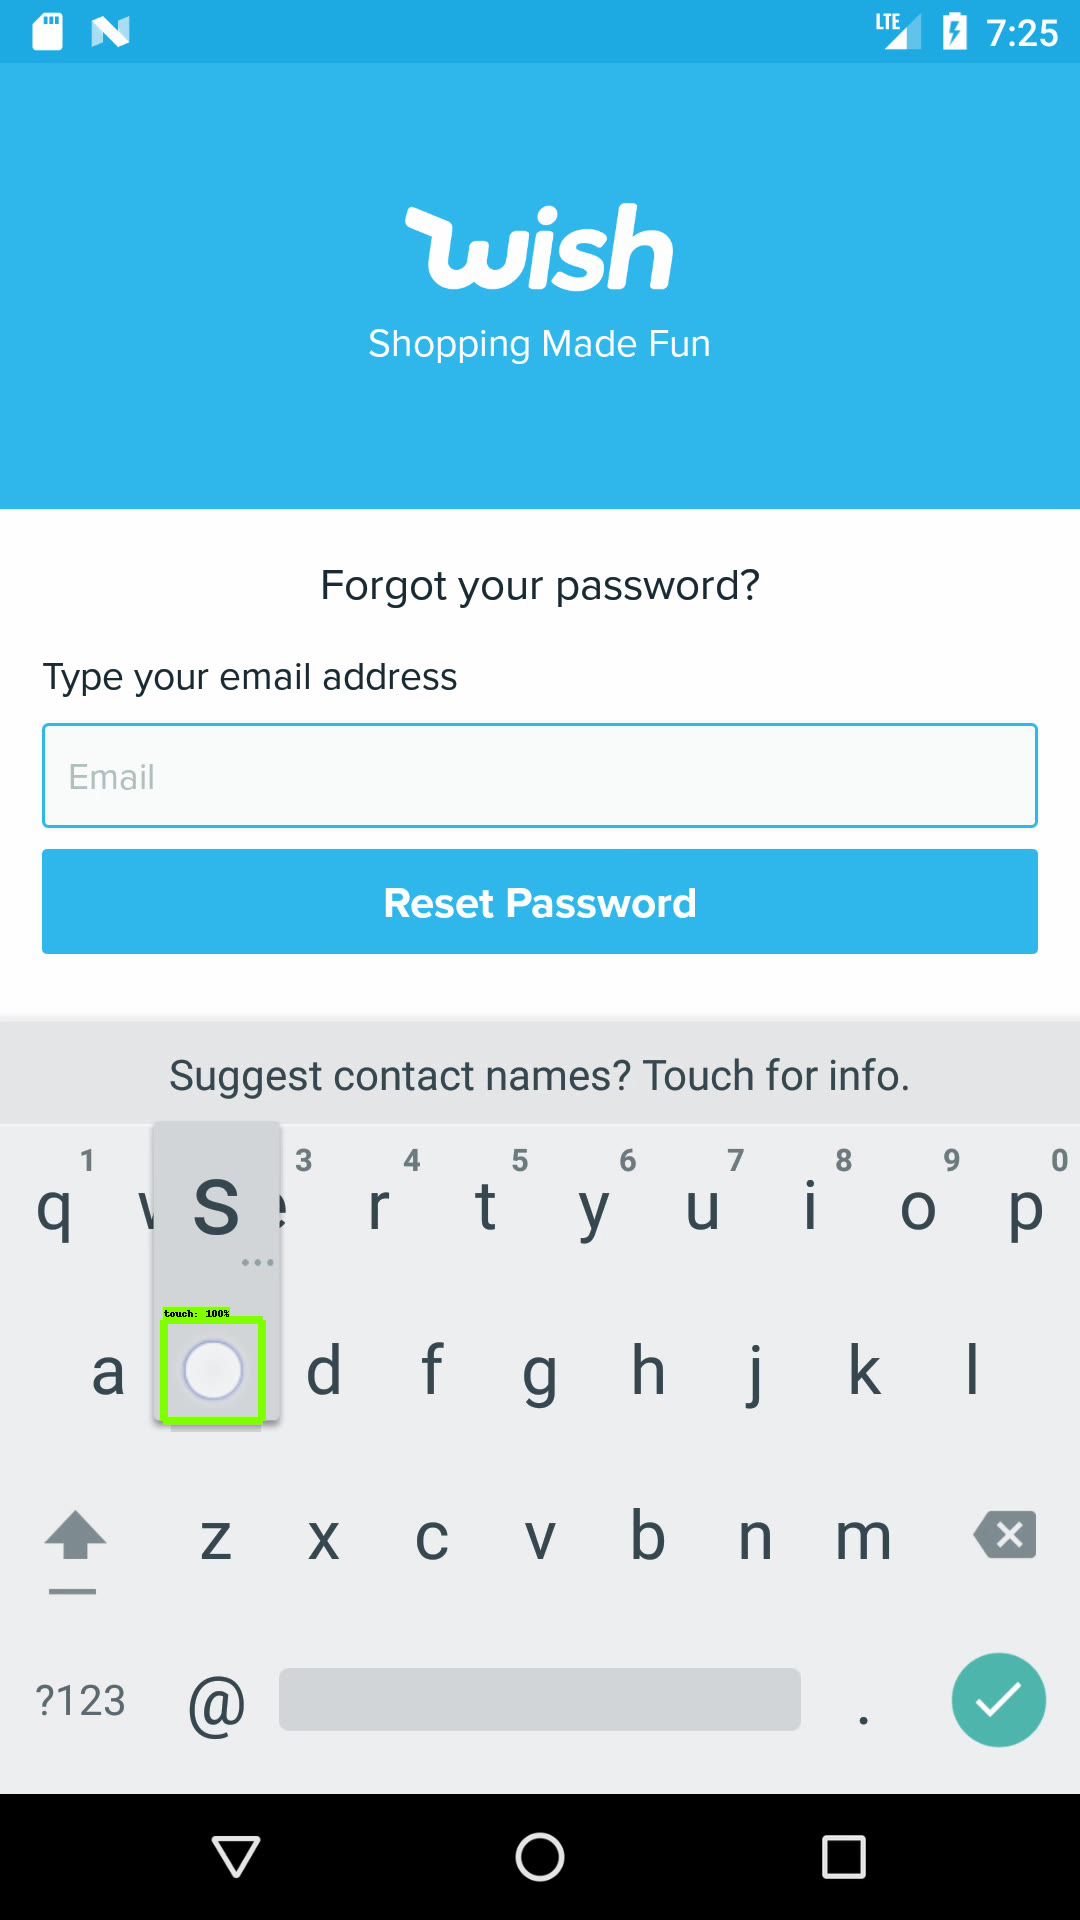 LTE 7:25
wish
Shopping Made Fun
Forgot your password?
Type your email address
Email
Reset Password
Suggest contact names? Touch for info.
1 3 4 5 6 7 8 9 0
q w s e r t y u i o p
...
touch: 100%
a d f g h j k l
z x c v b n m
?123 @ .